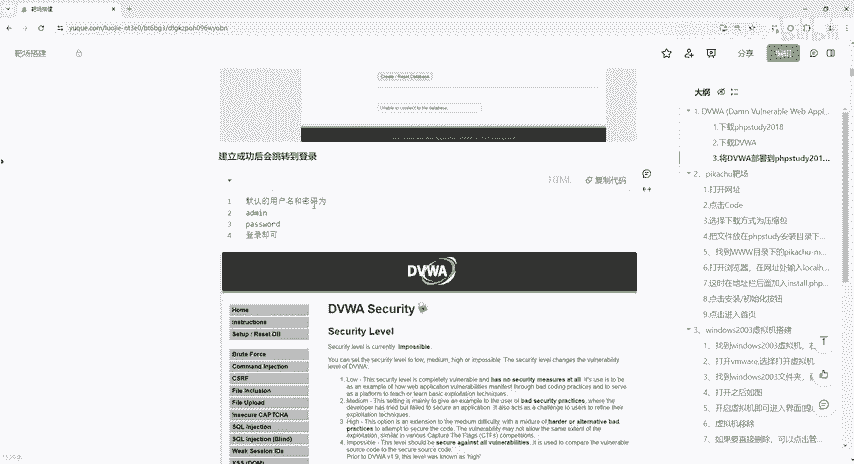 靶场搭建
靶场搭建
分享
Create / Reset Database
Unable to connect to the database.
建立成功后会跳转到登录
HTML
复制代码
1 默认的用户名和密码为
2 admin
3 password
4 登录即可
DVWA
Home
Instructions
Setup / Reset DB
Brute Force
Command Injection
CSRF
File Inclusion
File Upload
Insecure CAPTCHA
SQL Injection
SQL Injection (Blind)
Weak Session IDs
XSS (DOM)
DVWA Security
Security Level
Security level is currently: impossible.
You can set the security level to low, medium, high or impossible. The security level changes the vulnerability
level of DVWA:
1. Low - This security level is completely vulnerable and has no security measures at all. It's use is to be
as an example of how web application vulnerabilities manifest through bad coding practices and to serve
as a platform to teach or learn basic exploitation techniques.
2. Medium - This setting is mainly to give an example to the user of bad security practices, where the
developer has tried but failed to secure an application. It also acts as a challenge to users to refine their
exploitation techniques.
3. High - This option is an extension to the medium difficulty, with a mixture of harder or alternative bad
practices to attempt to secure the code. The vulnerability may not allow the same extent of the
exploitation, similar in various Capture The Flags (CTFs) competitions.
4. Impossible - This level should be secure against all vulnerabilities. It is used to compare the vulnerable
source code to the secure source code.
Prior to DVWA v1.9, this level was known as 'high'
大纲
1. DVWA (Damn Vulnerable Web Appl...
1.下载phpstudy2018
2.下载DVWA
3.将DVWA部署到phpstudy201...
2、pikachu靶场
1.打开网址
2.点击Code
3.选择下载方式为压缩包
4.把文件放在phpstudy安装目录下...
5、找到WWW目录下的pikachu-m...
6.打开浏览器，在网址处输入localh...
7.这时在地址栏后面加入install.php...
8.点击安装/初始化按钮
9.点击进入首页
3、windows2003虚拟机搭建
1、找到windows2003虚拟机，
2、打开vmware,选择打开虚拟机
3、找到windows2003文件夹，
4、打开之后如图
5、开启虚拟机即可进入界面
6、虚拟机移除
7、如果要直接删除，可以点击管...